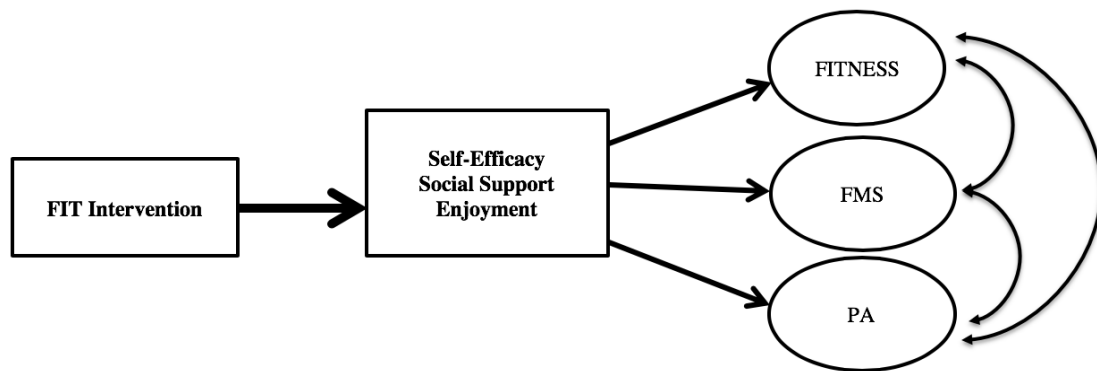 FIT Intervention
Self-Efficacy
Social Support
Enjoyment
FITNESS
FMS
PA